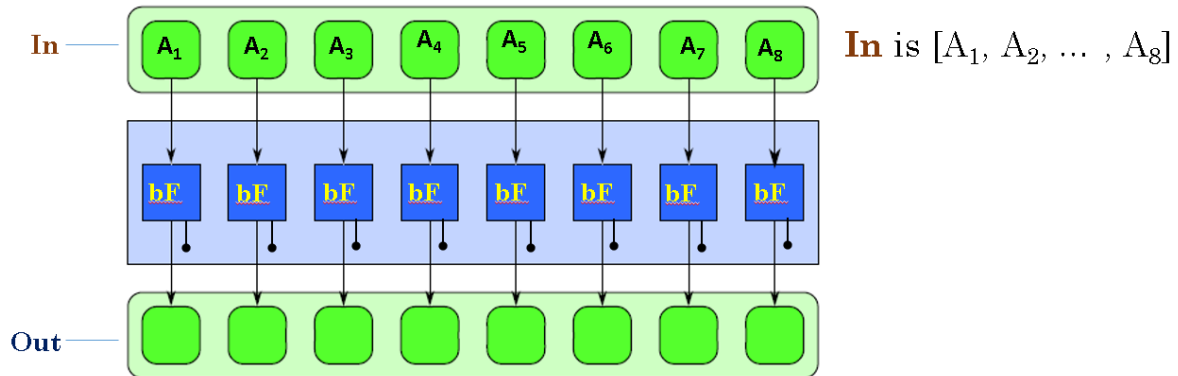 In
A₁ A₂ A₃ A₄ A₅ A₆ A₇ A₈
In is [A₁, A₂, ... , A₈]
bF bF bF bF bF bF bF bF
Out